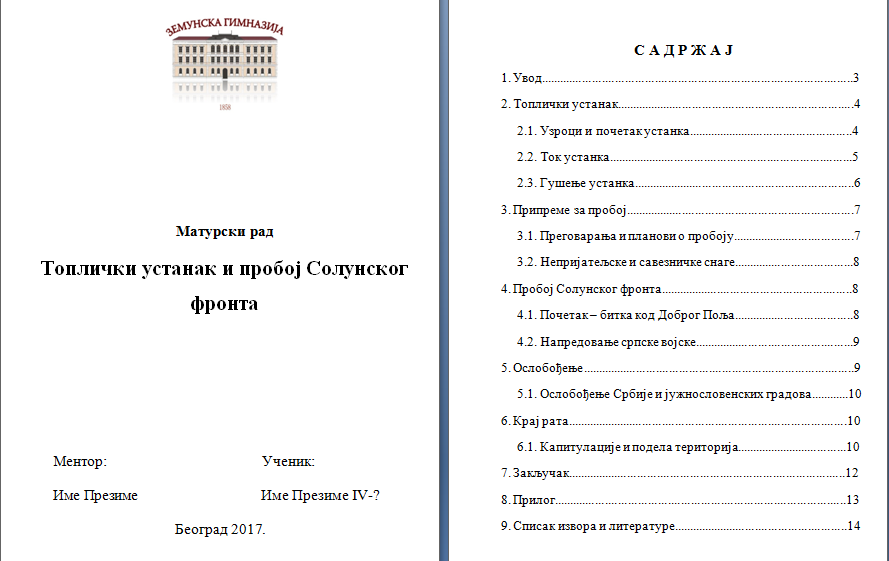 ЗЕМУНСКА ГИМНАЗИЈА
1858
Матурски рад
Топлички устанак и пробој Солунског
фронта
Ментор: Ученик:
Име Презиме Име Презиме IV-?
Београд 2017.
С А Д Р Ж А Ј
1. Увод...3
2. Топлички устанак...4
2.1. Узроци и почетак устанка...4
2.2. Ток устанка...5
2.3. Гушење устанка...6
3. Припреме за пробој...7
3.1. Преговарања и планови о пробоју...7
3.2. Непријатељске и савезничке снаге...8
4. Пробој Солунског фронта...8
4.1. Почетак – битка код Доброг Поља...8
4.2. Напредовање српске војске...9
5. Ослобођење...9
5.1. Ослобођење Србије и јужнословенских градова...10
6. Крај рата...10
6.1. Капитулације и подела територија...10
7. Закључак...12
8. Прилог...13
9. Списак извора и литературе...14